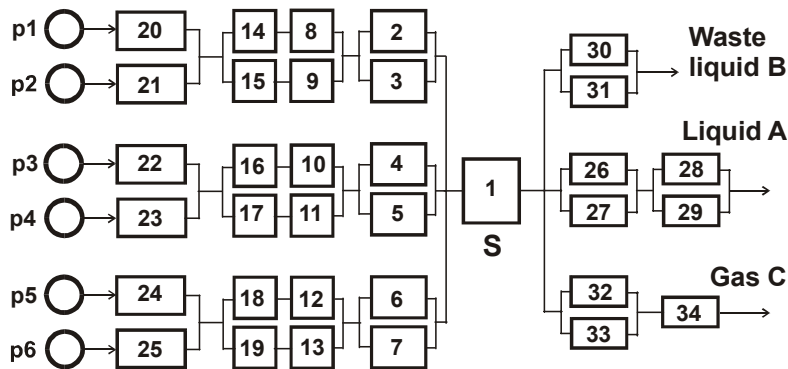 p1 20 14 8 2 30 Waste
p2 21 15 9 3 31 liquid B
Liquid A
p3 22 16 10 4 26 28
1
p4 23 17 11 5 27 29
S
Gas C
p5 24 18 12 6 32
34
p6 25 19 13 7 33